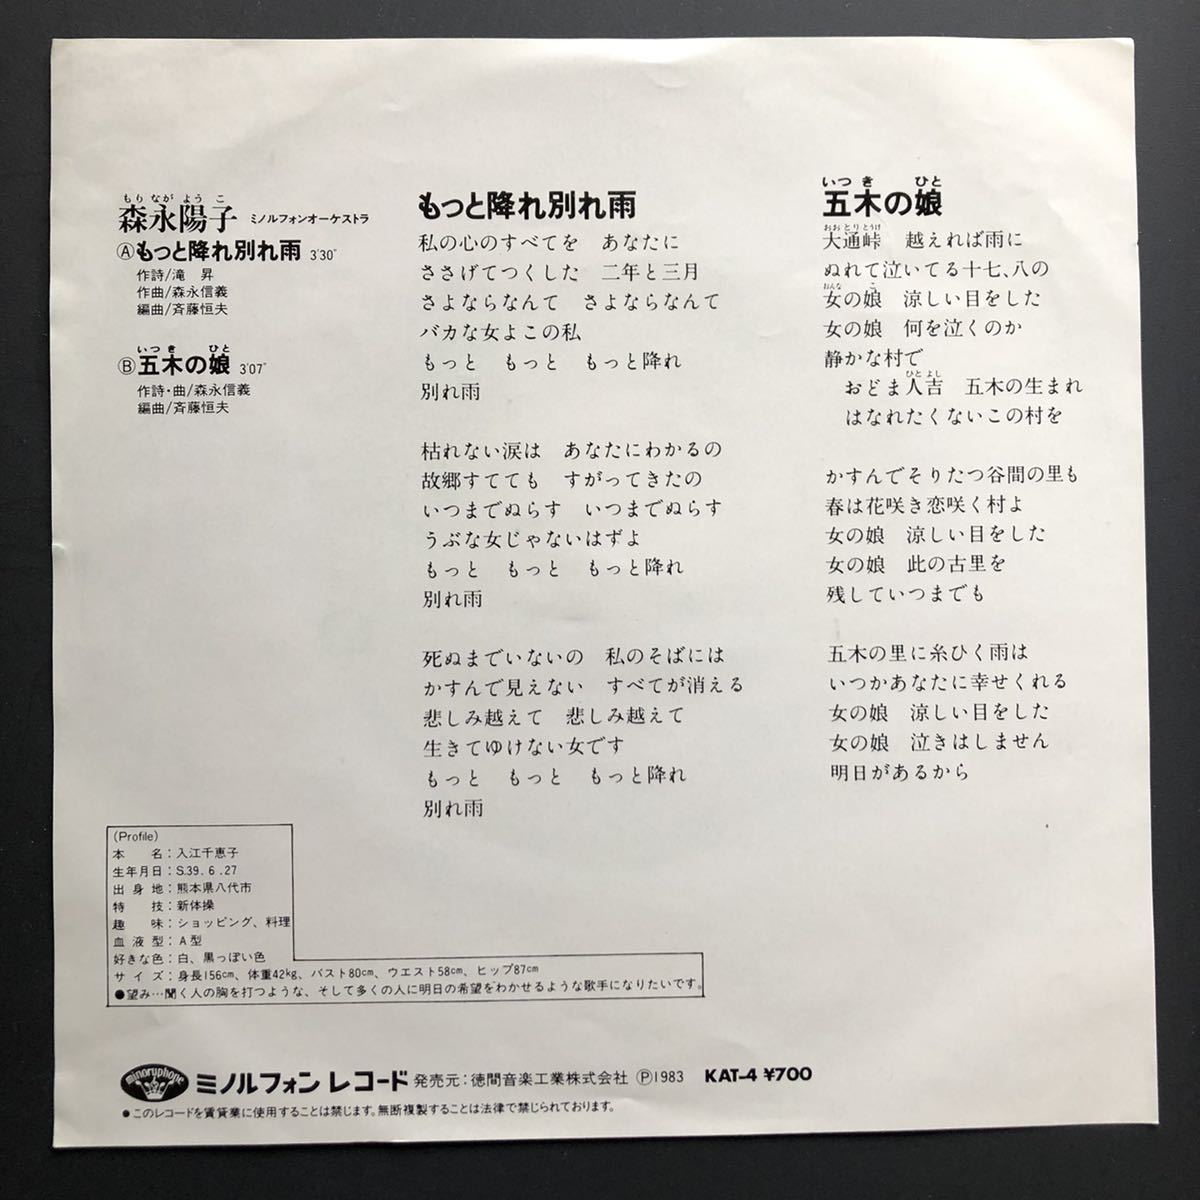 もりなが ようこ
森永陽子 ミノルフォンオーケストラ
Ⓐもっと降れ別れ雨 3'30"
作詩/滝 昇
作曲/森永信義
編曲/斉藤恒夫
いつき ひと
Ⓑ五木の娘 3'07"
作詩・曲/森永信義
編曲/斉藤恒夫
もっと降れ別れ雨
私の心のすべてを あなたに
ささげてつくした 二年と三月
さよならなんて さよならなんて
バカな女よこの私
もっと もっと もっと降れ
別れ雨
枯れない涙は あなたにわかるの
故郷すてても すがってきたの
いつまでぬらす いつまでぬらす
うぶな女じゃないはずよ
もっと もっと もっと降れ
別れ雨
死ぬまでいないの 私のそばには
かすんで見えない すべてが消える
悲しみ越えて 悲しみ越えて
生きてゆけない女です
もっと もっと もっと降れ
別れ雨
いつき ひと
五木の娘
おおとりとうげ
大通峠 越えれば雨に
ぬれて泣いてる十七、八の
おんな こ
女の娘 涼しい目をした
女の娘 何を泣くのか
静かな村で
ひとよし
おどま人吉 五木の生まれ
はなれたくないこの村を
かすんでそりたつ谷間の里も
春は花咲き恋咲く村よ
女の娘 涼しい目をした
女の娘 此の古里を
残していつまでも
五木の里に糸ひく雨は
いつかあなたに幸せくれる
女の娘 涼しい目をした
女の娘 泣きはしません
明日があるから
(Profile)
本名:入江千恵子
生年月日:S.39.6.27
出身地:熊本県八代市
特技:新体操
趣味:ショッピング、料理
血液型:A型
好きな色:白、黒っぽい色
サイズ:身長156cm、体重42kg、バスト80cm、ウエスト58cm、ヒップ87cm
●望み…聞く人の胸を打つような、そして多くの人に明日の希望をわかせるような歌手になりたいです。
minoryphone ミノルフォン レコード 発売元:徳間音楽工業株式会社 Ⓟ1983 KAT-4 ¥700
●このレコードを賃貸業に使用することは禁じます。無断複製することは法律で禁じられております。